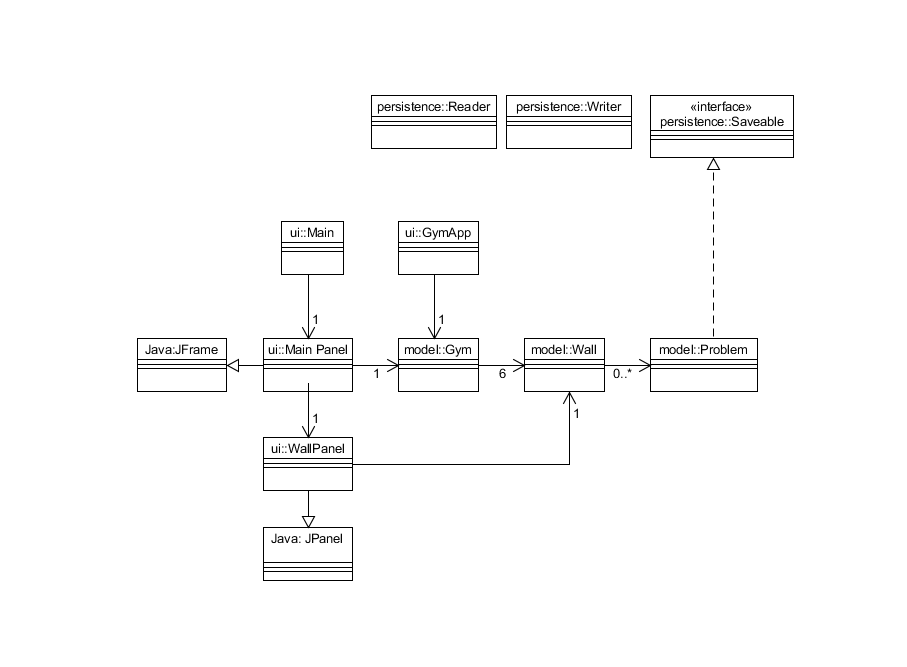 persistence::Reader
persistence::Writer
«interface»
persistence::Saveable
ui::Main
ui::GymApp
1
1
Java:JFrame
ui::Main Panel
model::Gym
model::Wall
model::Problem
1
6
0..*
1
1
ui::WallPanel
Java: JPanel